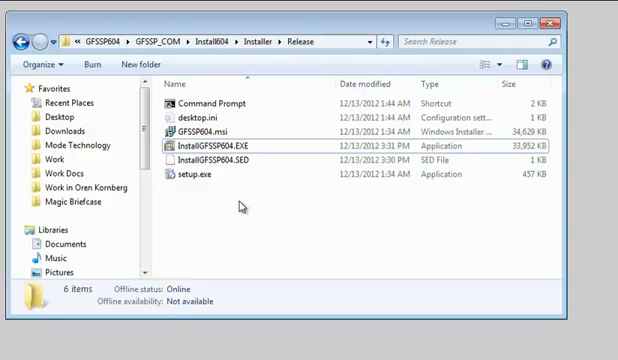 « GFSSP604 › GFSSP_COM › Install604 › Installer › Release
Search Release
Organize Burn New folder
Name Date modified Type Size
Favorites
Recent Places
Desktop
Downloads
Mode Technology
Work
Work Docs
Work in Oren Kornberg
Magic Briefcase
Libraries
Documents
Music
Pictures
Command Prompt 12/13/2012 1:44 AM Shortcut 2 KB
desktop.ini 12/13/2012 1:44 AM Configuration sett... 1 KB
GFSSP604.msi 12/13/2012 1:34 AM Windows Installer ... 34,629 KB
InstallGFSSP604.EXE 12/13/2012 3:31 PM Application 33,952 KB
InstallGFSSP604.SED 12/13/2012 3:30 PM SED File 1 KB
setup.exe 12/13/2012 1:34 AM Application 457 KB
6 items Offline status: Online
Offline availability: Not available